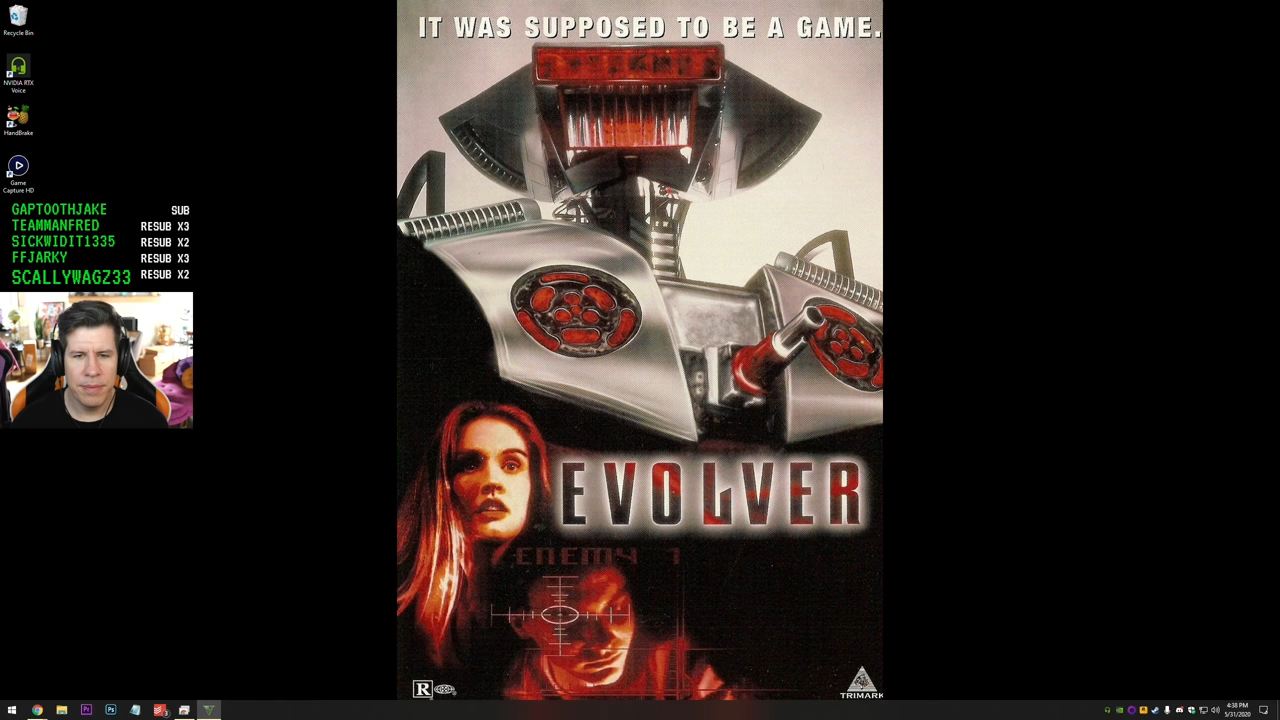 Recycle Bin
NVIDIA RTX
Voice
HandBrake
Game
Capture HD
GAPTOOTHJAKE SUB
TEAMMANFRED RESUB X3
SICKWIDIT1335 RESUB X2
FFJARKY RESUB X3
SCALLYWAGZ33 RESUB X2
IT WAS SUPPOSED TO BE A GAME.
EVOLVER
ENEMY 1
R
TRIMARK
4:38 PM
5/31/2020